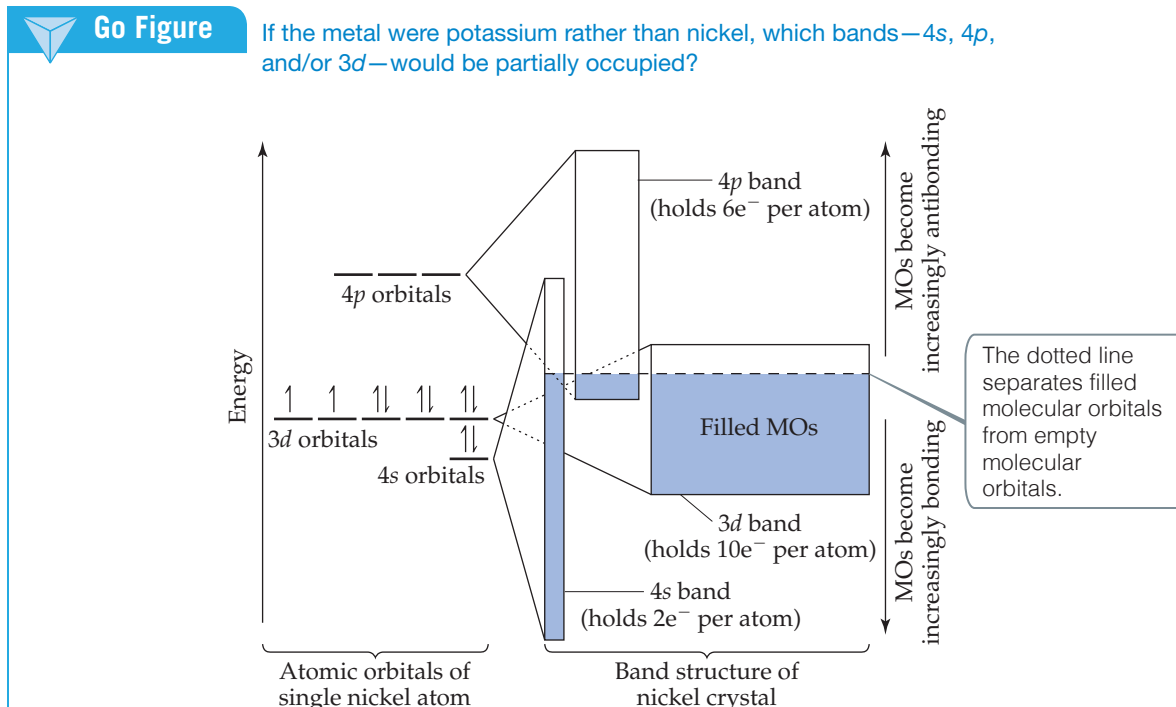 Go Figure
If the metal were potassium rather than nickel, which bands—4s, 4p,
and/or 3d—would be partially occupied?
Energy
4p orbitals
3d orbitals
4s orbitals
Atomic orbitals of
single nickel atom
4p band
(holds 6e⁻ per atom)
Filled MOs
3d band
(holds 10e⁻ per atom)
4s band
(holds 2e⁻ per atom)
Band structure of
nickel crystal
MOs become
increasingly antibonding
MOs become
increasingly bonding
The dotted line
separates filled
molecular orbitals
from empty
molecular
orbitals.